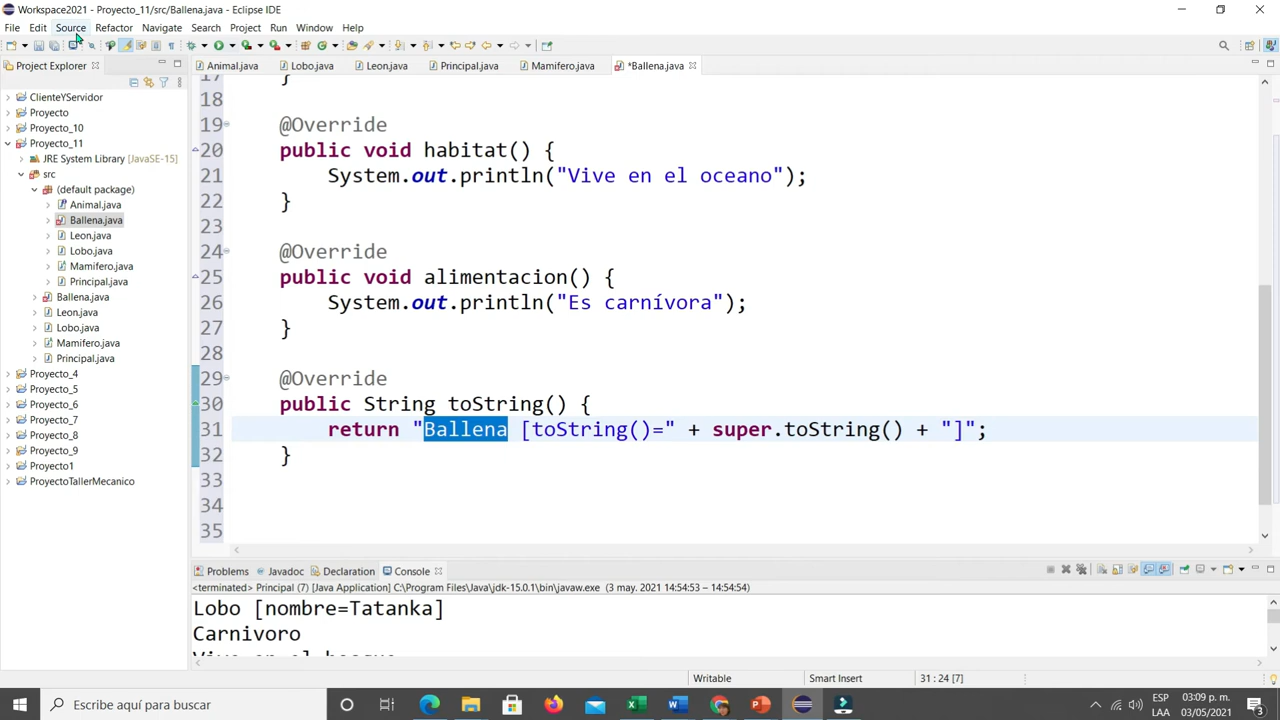 Workspace2021 - Proyecto_11/src/Ballena.java - Eclipse IDE
File Edit Source Refactor Navigate Search Project Run Window Help
Project Explorer
Animal.java Lobo.java Leon.java Principal.java Mamifero.java *Ballena.java
ClienteYServidor
Proyecto
Proyecto_10
Proyecto_11
JRE System Library [JavaSE-15]
src
(default package)
Animal.java
Ballena.java
Leon.java
Lobo.java
Mamifero.java
Principal.java
Ballena.java
Leon.java
Lobo.java
Mamifero.java
Principal.java
Proyecto_4
Proyecto_5
Proyecto_6
Proyecto_7
Proyecto_8
Proyecto_9
Proyecto1
ProyectoTallerMecanico
17 }
18
19 @Override
20 public void habitat() {
21 System.out.println("Vive en el oceano");
22 }
23
24 @Override
25 public void alimentacion() {
26 System.out.println("Es carnívora");
27 }
28
29 @Override
30 public String toString() {
31 return "Ballena [toString()=" + super.toString() + "]";
32 }
33
34
35
Problems Javadoc Declaration Console
<terminated> Principal (7) [Java Application] C:\Program Files\Java\jdk-15.0.1\bin\javaw.exe (3 may. 2021 14:54:53 – 14:54:54)
Lobo [nombre=Tatanka]
Carnivoro
Vive en el bosque
Writable Smart Insert 31 : 24 [7]
Escribe aquí para buscar
ESP 03:09 p. m.
LAA 03/05/2021
3